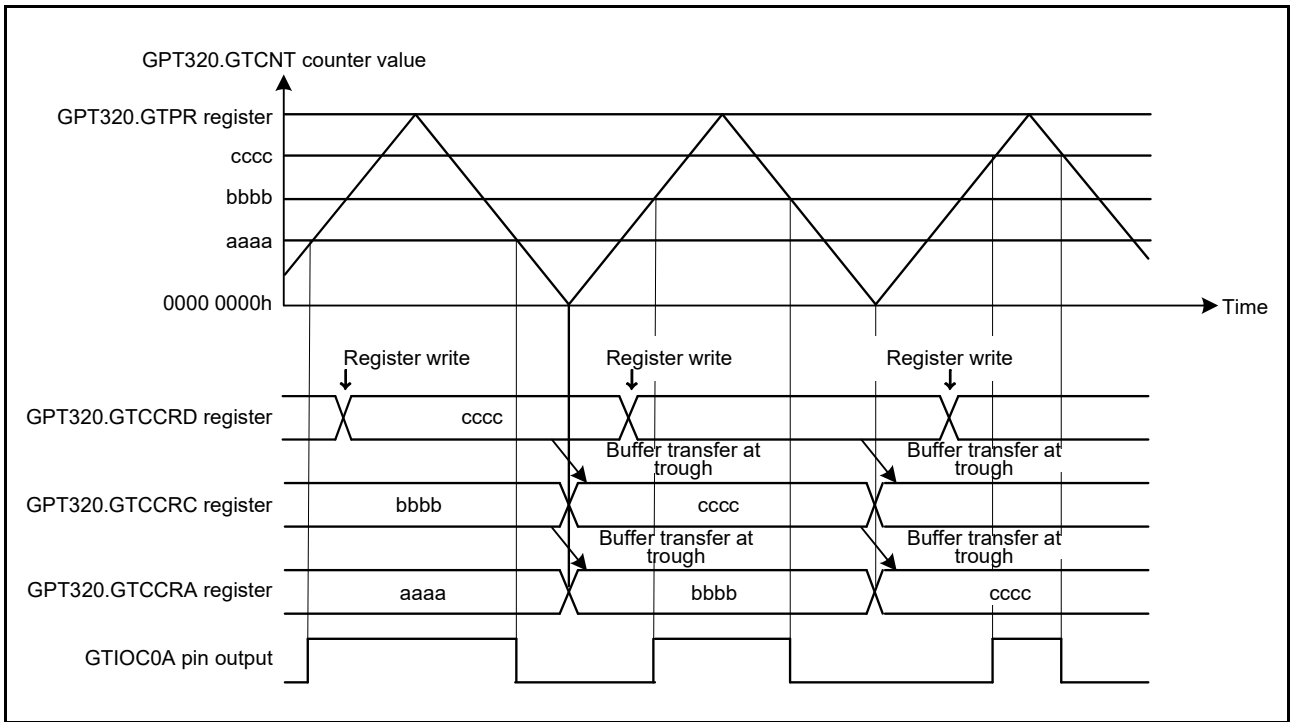 GPT320.GTCNT counter value
GPT320.GTPR register
cccc
bbbb
aaaa
0000 0000h
Time
Register write
Register write
Register write
GPT320.GTCCRD register
cccc
Buffer transfer at
trough
Buffer transfer at
trough
GPT320.GTCCRC register
bbbb
cccc
Buffer transfer at
trough
Buffer transfer at
trough
GPT320.GTCCRA register
aaaa
bbbb
cccc
GTIOC0A pin output